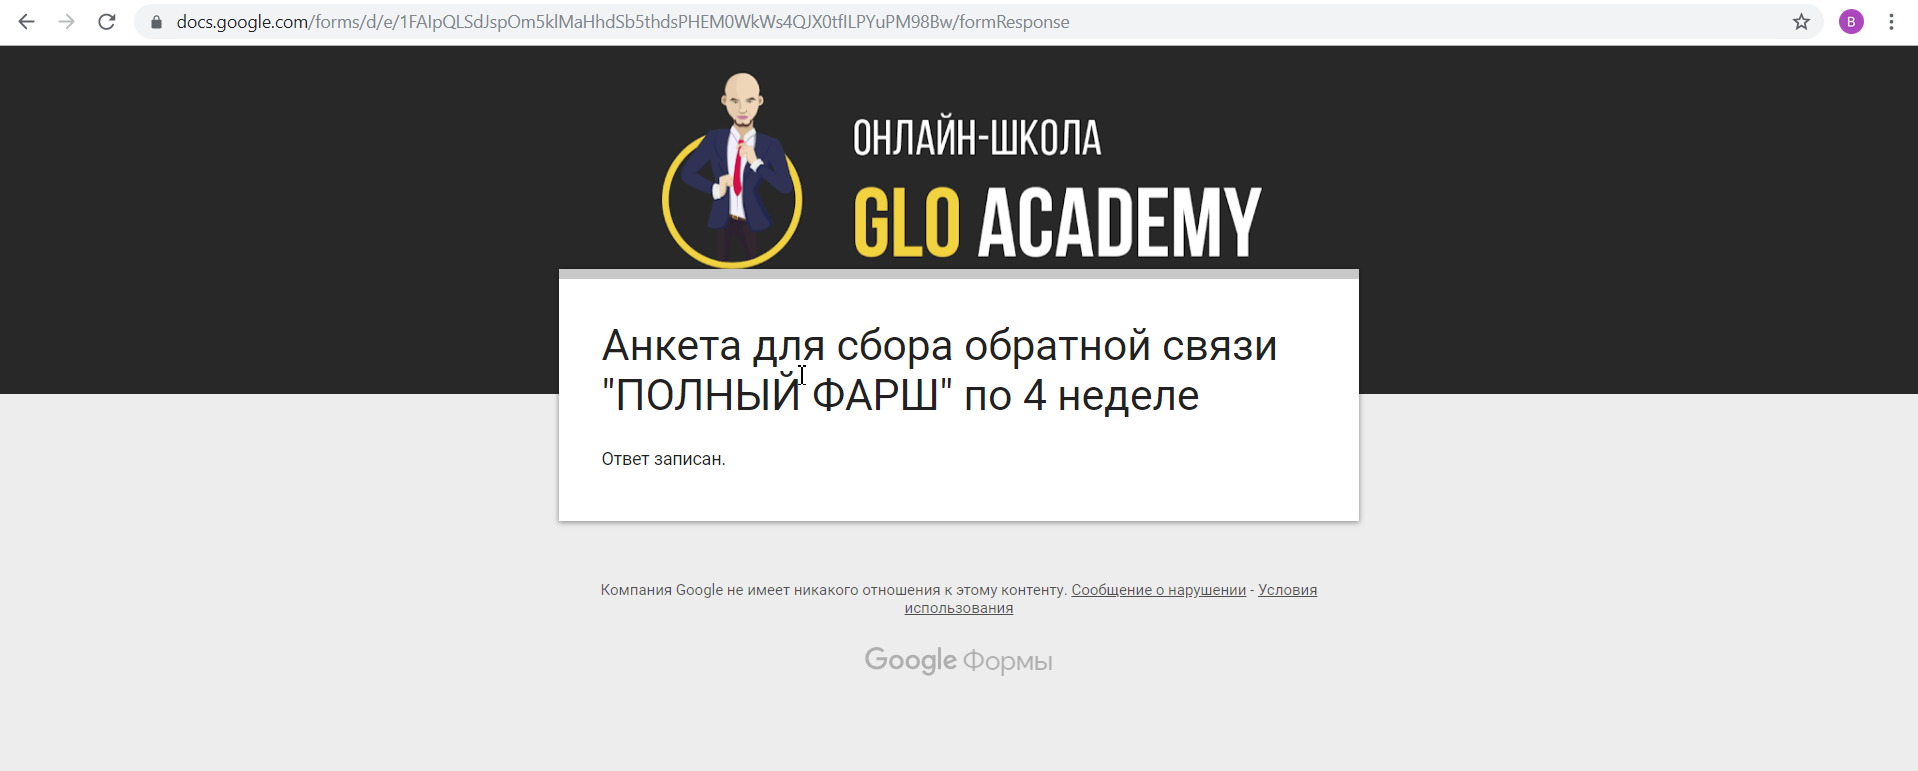 docs.google.com/forms/d/e/1FAIpQLSdJspOm5klMaHhdSb5thdsPHEM0WkWs4QJX0tfILPYuPM98Bw/formResponse
B
ОНЛАЙН-ШКОЛА
GLO ACADEMY
Анкета для сбора обратной связи
"ПОЛНЫЙ ФАРШ" по 4 неделе
Ответ записан.
Компания Google не имеет никакого отношения к этому контенту. Сообщение о нарушении - Условия
использования
Google Формы